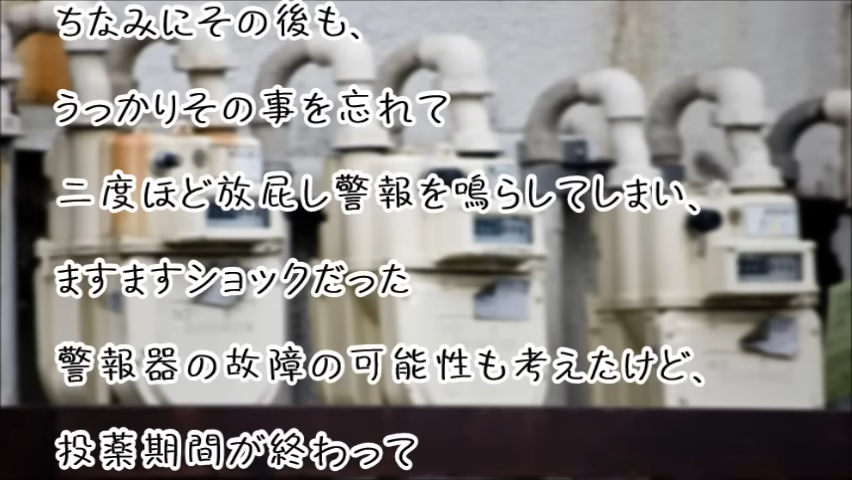 ちなみにその後も、
うっかりその事を忘れて
二度ほど放屁し警報を鳴らしてしまい、
ますますショックだった
警報器の故障の可能性も考えたけど、
投薬期間が終わって